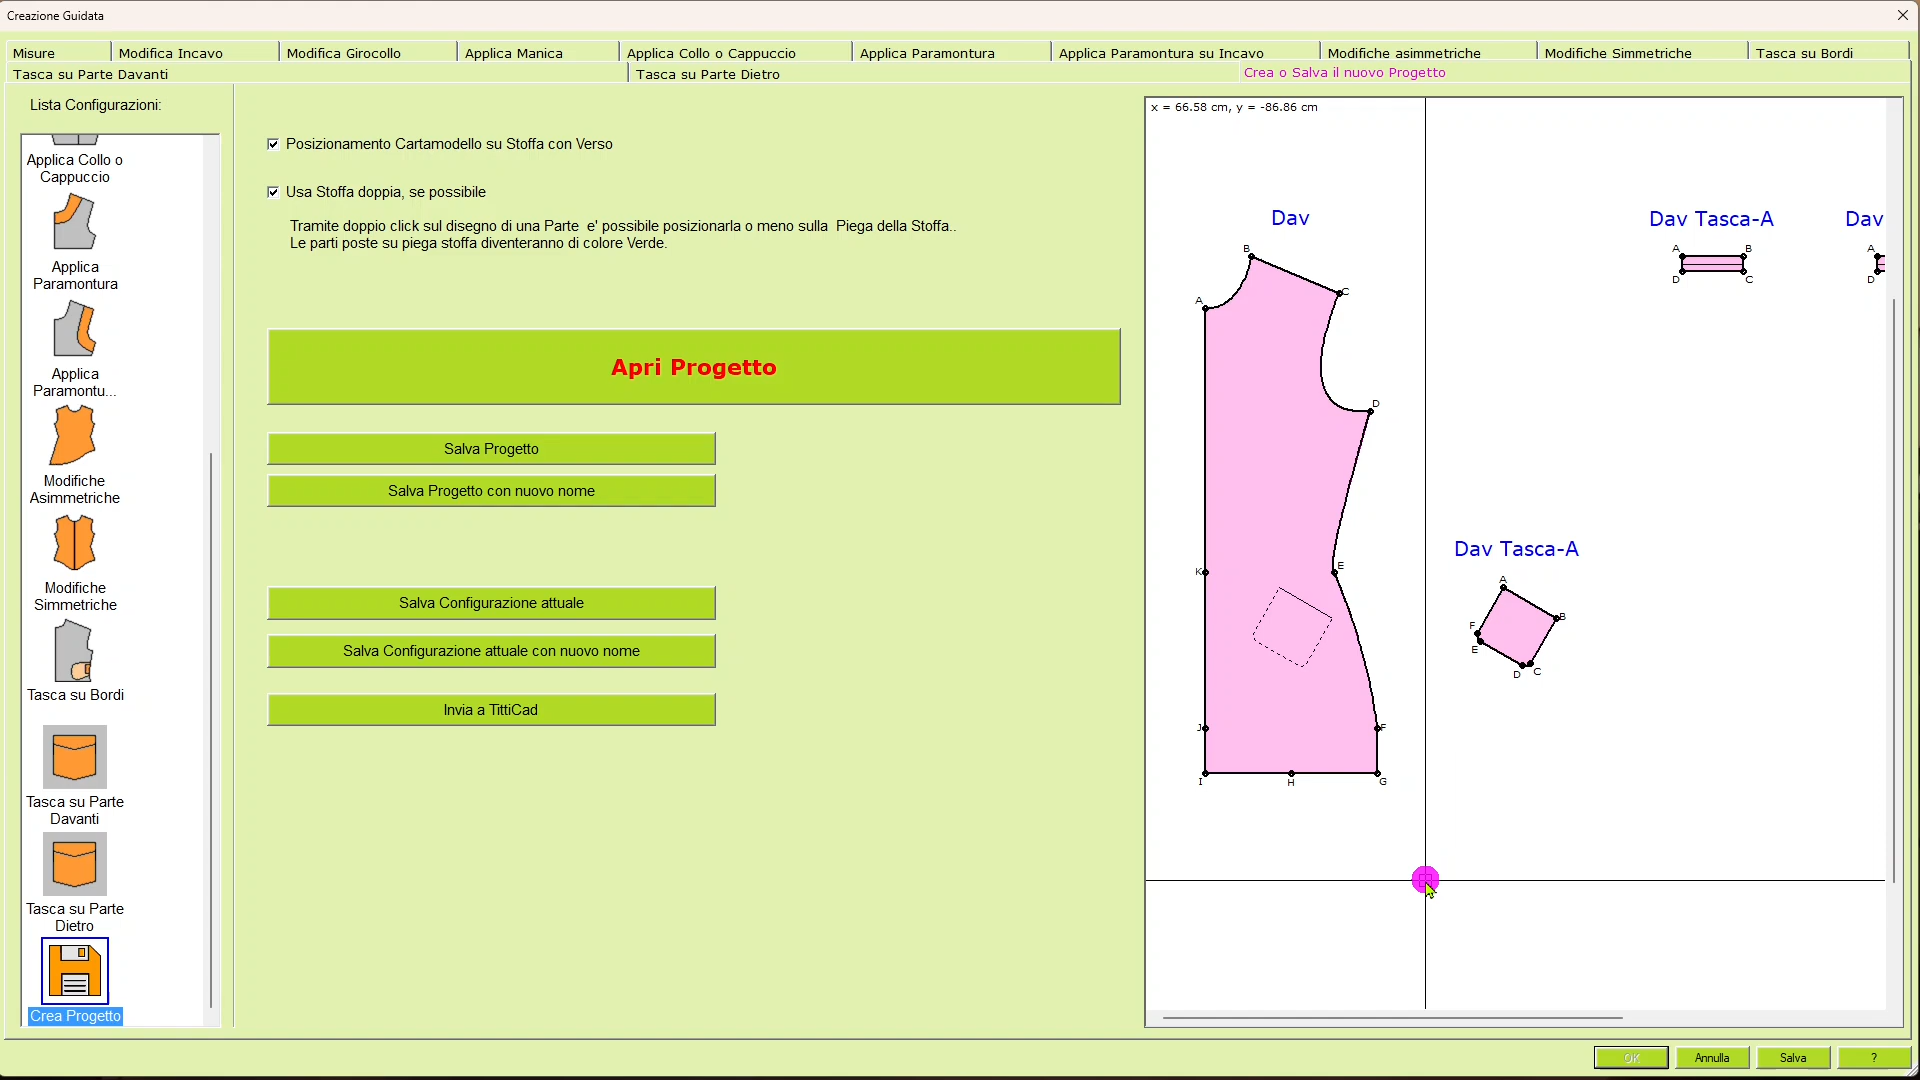 Creazione Guidata
Misure
Modifica Incavo
Modifica Girocollo
Applica Manica
Applica Collo o Cappuccio
Applica Paramontura
Applica Paramontura su Incavo
Modifiche asimmetriche
Modifiche Simmetriche
Tasca su Bordi
Tasca su Parte Davanti
Tasca su Parte Dietro
Crea o Salva il nuovo Progetto
Lista Configurazioni:
Applica Collo o
Cappuccio
Applica
Paramontura
Applica
Paramontu...
Modifiche
Asimmetriche
Modifiche
Simmetriche
Tasca su Bordi
Tasca su Parte
Davanti
Tasca su Parte
Dietro
Crea Progetto
Posizionamento Cartamodello su Stoffa con Verso
Usa Stoffa doppia, se possibile
Tramite doppio click sul disegno di una Parte e' possibile posizionarla o meno sulla Piega della Stoffa..
Le parti poste su piega stoffa diventeranno di colore Verde.
Apri Progetto
Salva Progetto
Salva Progetto con nuovo nome
Salva Configurazione attuale
Salva Configurazione attuale con nuovo nome
Invia a TittiCad
x = 66.58 cm, y = -86.86 cm
Dav
B
A
C
D
K
E
J
F
I
H
G
Dav Tasca-A
A
B
D
C
Dav
A
D
Dav Tasca-A
A
B
F
E
D
C
OK
Annulla
Salva
?